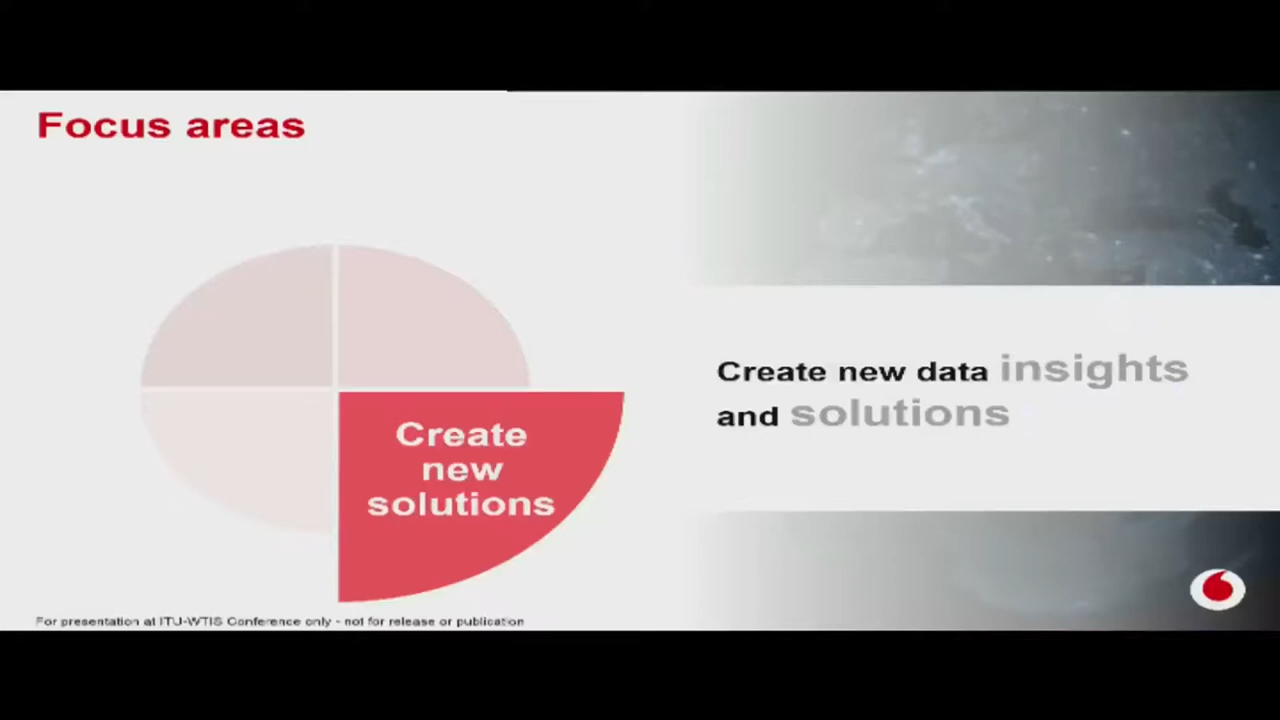 Focus areas
Create
new
solutions
Create new data insights
and solutions
For presentation at ITU-WTIS Conference only - not for release or publication